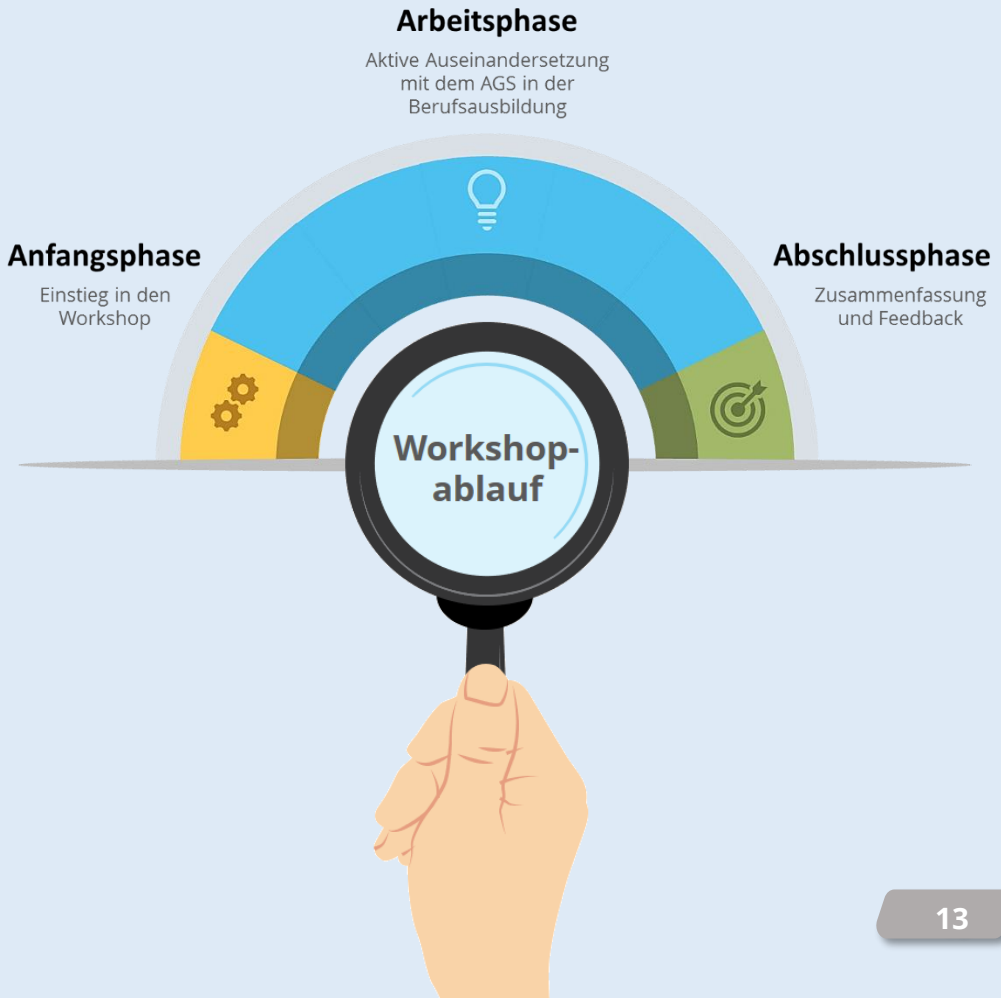 Arbeitsphase
Aktive Auseinandersetzung
mit dem AGS in der
Berufsausbildung
Anfangsphase
Einstieg in den
Workshop
Abschlussphase
Zusammenfassung
und Feedback
Workshop-
ablauf
13